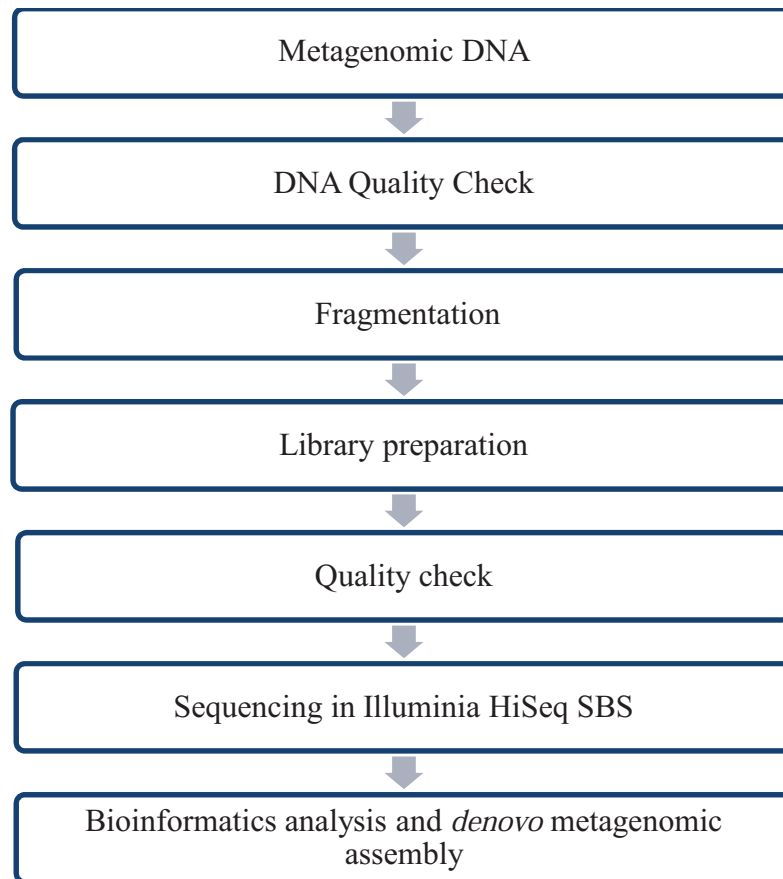 Metagenomic DNA
DNA Quality Check
Fragmentation
Library preparation
Quality check
Sequencing in Illuminia HiSeq SBS
Bioinformatics analysis and denovo metagenomic
assembly